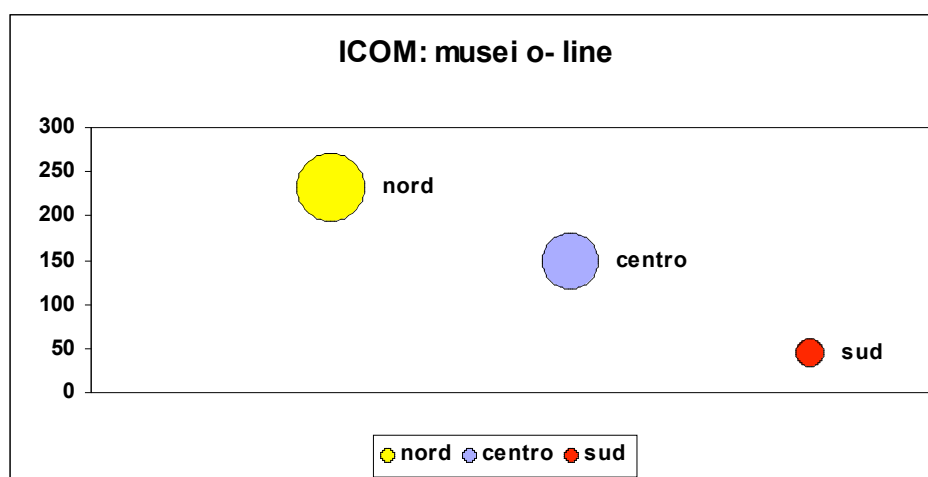 ICOM: musei o- line
300
250
200
150
100
50
0
nord
centro
sud
nord centro sud